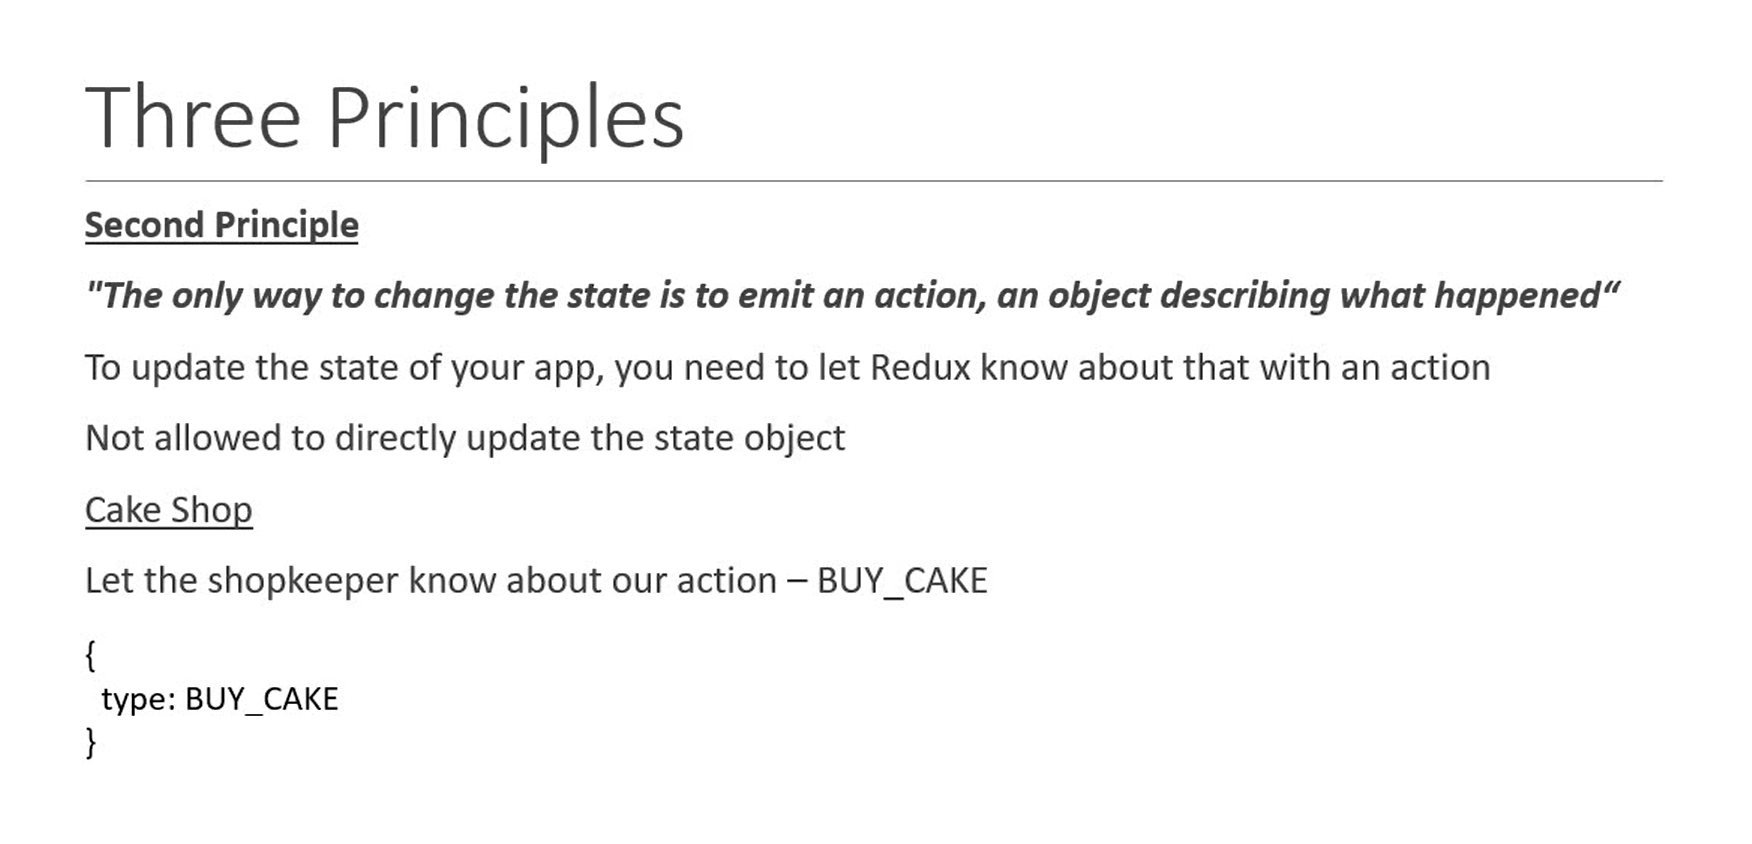 Three Principles
Second Principle
"The only way to change the state is to emit an action, an object describing what happened“
To update the state of your app, you need to let Redux know about that with an action
Not allowed to directly update the state object
Cake Shop
Let the shopkeeper know about our action – BUY_CAKE
{
type: BUY_CAKE
}